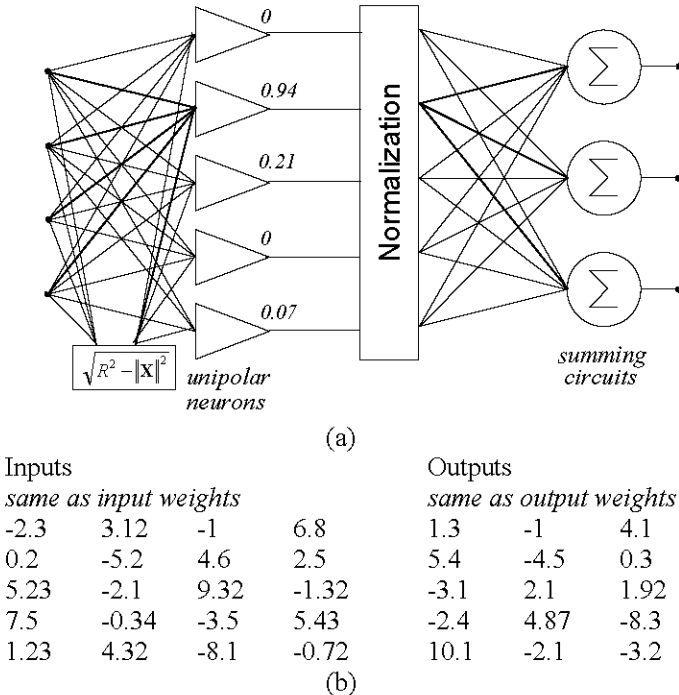 0
0.94
0.21
0
0.07
Normalization
Σ
Σ
Σ
√R² − ‖X‖²
unipolar
neurons
summing
circuits
(a)
Inputs Outputs
same as input weights same as output weights
-2.3 3.12 -1 6.8 1.3 -1 4.1
0.2 -5.2 4.6 2.5 5.4 -4.5 0.3
5.23 -2.1 9.32 -1.32 -3.1 2.1 1.92
7.5 -0.34 -3.5 5.43 -2.4 4.87 -8.3
1.23 4.32 -8.1 -0.72 10.1 -2.1 -3.2
(b)